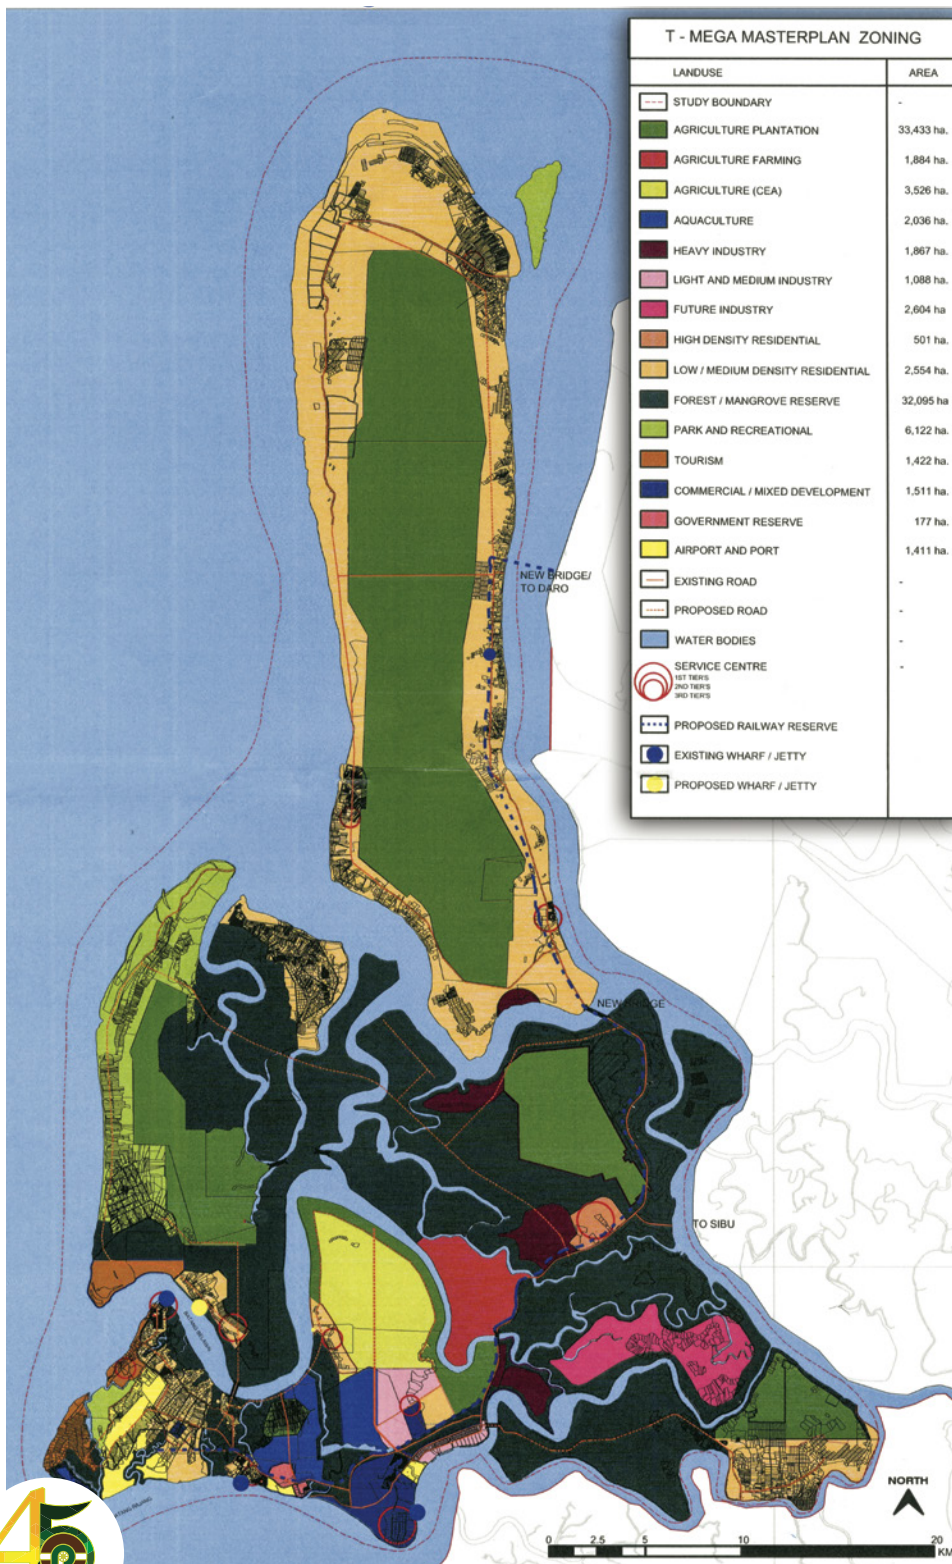 T - MEGA MASTERPLAN ZONING
LANDUSE AREA
STUDY BOUNDARY -
AGRICULTURE PLANTATION 33,433 ha.
AGRICULTURE FARMING 1,884 ha.
AGRICULTURE (CEA) 3,526 ha.
AQUACULTURE 2,036 ha.
HEAVY INDUSTRY 1,867 ha.
LIGHT AND MEDIUM INDUSTRY 1,088 ha.
FUTURE INDUSTRY 2,604 ha
HIGH DENSITY RESIDENTIAL 501 ha.
LOW / MEDIUM DENSITY RESIDENTIAL 2,554 ha.
FOREST / MANGROVE RESERVE 32,095 ha
PARK AND RECREATIONAL 6,122 ha.
TOURISM 1,422 ha.
COMMERCIAL / MIXED DEVELOPMENT 1,511 ha.
GOVERNMENT RESERVE 177 ha.
AIRPORT AND PORT 1,411 ha.
EXISTING ROAD -
PROPOSED ROAD -
WATER BODIES -
SERVICE CENTRE -
1ST TIER'S
2ND TIER'S
3RD TIER'S
PROPOSED RAILWAY RESERVE
EXISTING WHARF / JETTY
PROPOSED WHARF / JETTY
NEW BRIDGE/
TO DARO
NEW BRIDGE
TO SIBU
NORTH
0 2.5 5 10 20
KM
45